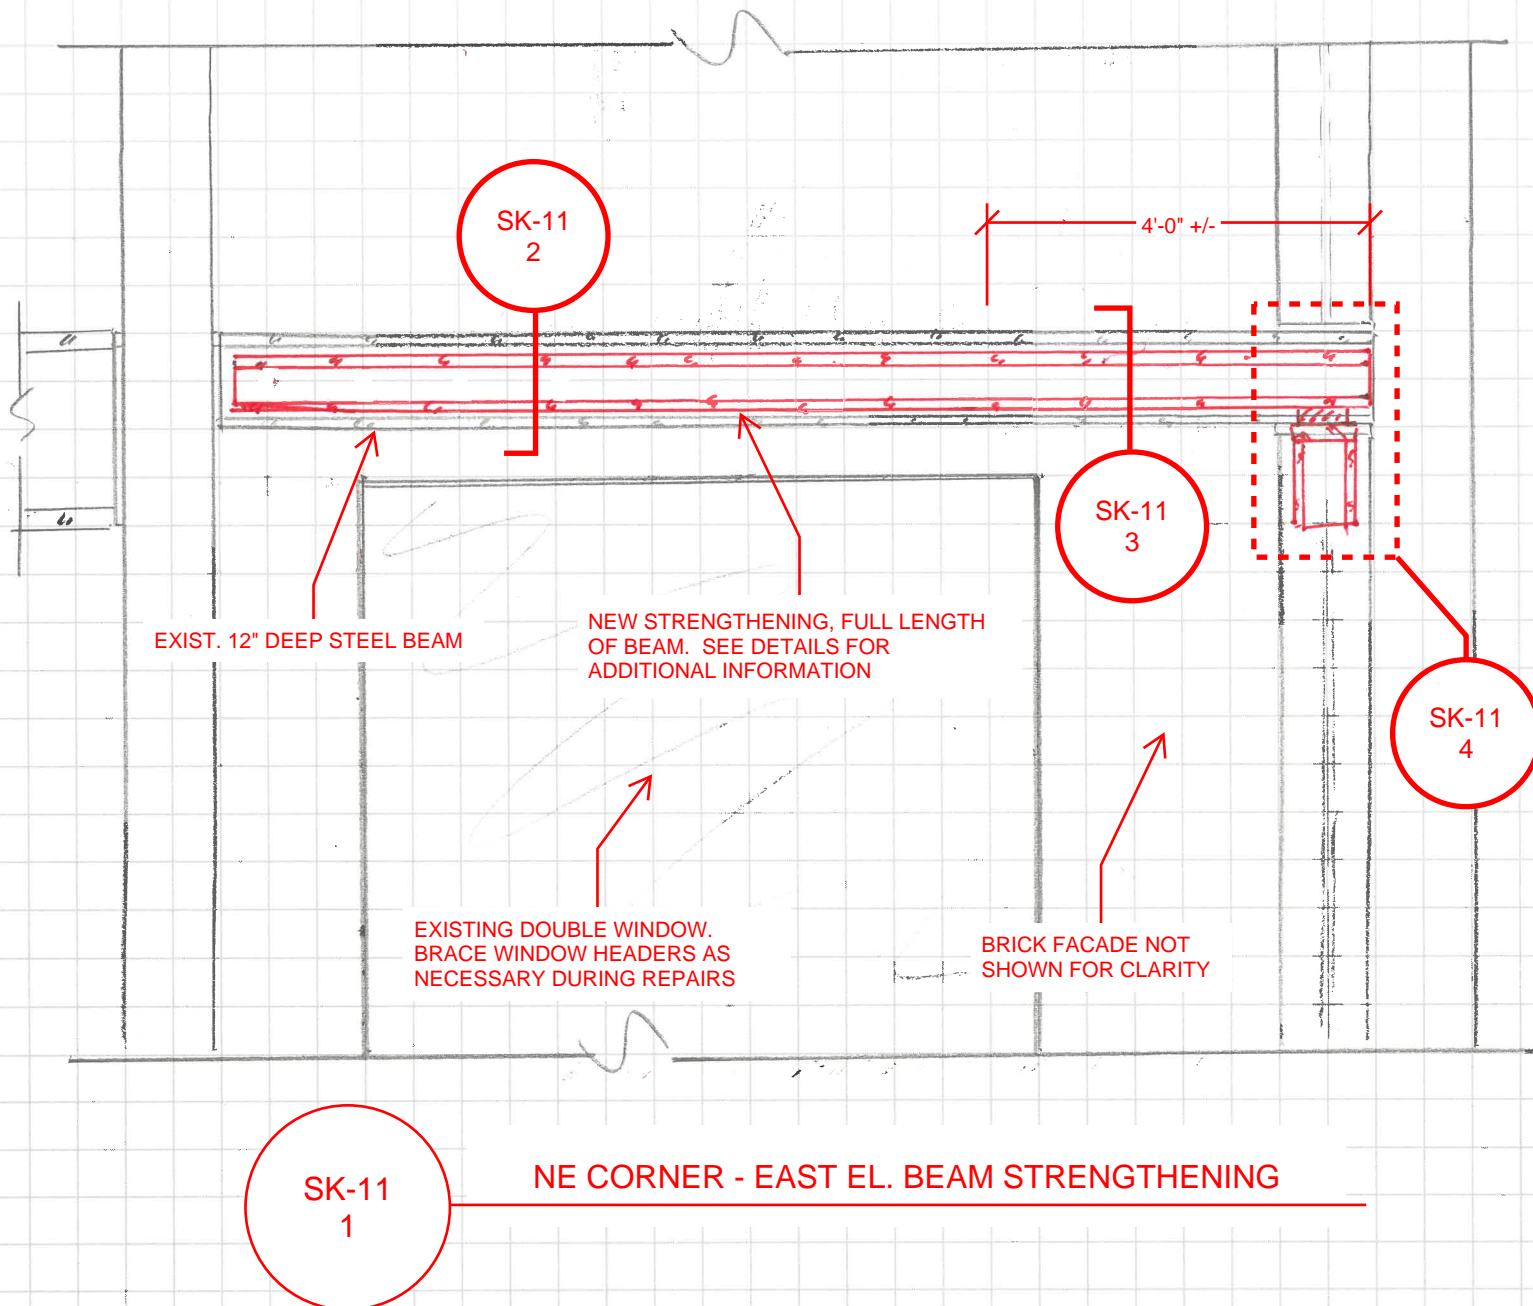 SK-11
2
4'-0" +/-
SK-11
3
EXIST. 12" DEEP STEEL BEAM
NEW STRENGTHENING, FULL LENGTH
OF BEAM.  SEE DETAILS FOR
ADDITIONAL INFORMATION
SK-11
4
EXISTING DOUBLE WINDOW.
BRACE WINDOW HEADERS AS
NECESSARY DURING REPAIRS
BRICK FACADE NOT
SHOWN FOR CLARITY
SK-11
1
NE CORNER - EAST EL. BEAM STRENGTHENING